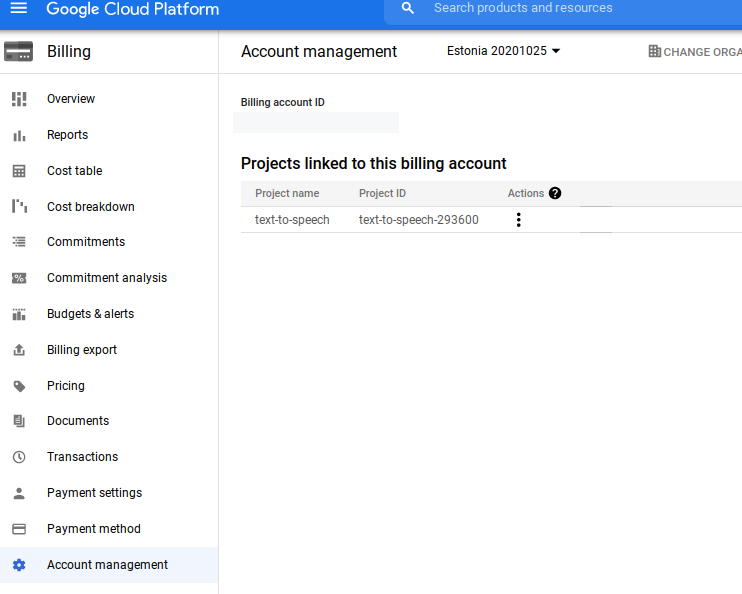 Google Cloud Platform
Search products and resources
Billing
Account management
Estonia 20201025
CHANGE ORGA
Overview
Reports
Cost table
Cost breakdown
Commitments
Commitment analysis
Budgets & alerts
Billing export
Pricing
Documents
Transactions
Payment settings
Payment method
Account management
Billing account ID
Projects linked to this billing account
Project name Project ID Actions ?
text-to-speech text-to-speech-293600